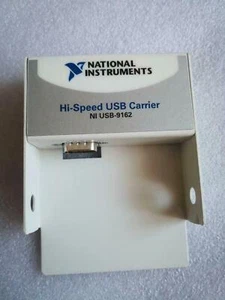 NATIONAL
INSTRUMENTS
Hi-Speed USB Carrier
NI USB-9162